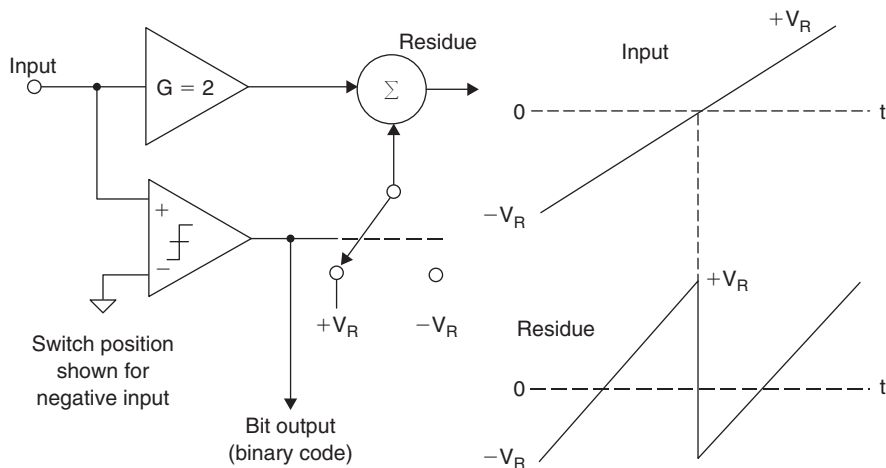 Input
G = 2
Residue
Σ
+
−
+V_R
−V_R
Switch position
shown for
negative input
Bit output
(binary code)
Input
+V_R
0
t
−V_R
Residue
+V_R
0
t
−V_R